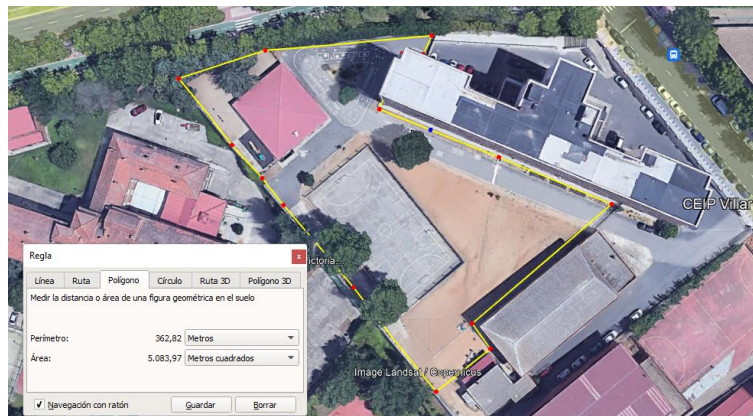 CEIP Villar
ictoria...
Regla
x
Línea Ruta Polígono Círculo Ruta 3D Polígono 3D
Medir la distancia o área de una figura geométrica en el suelo
Perímetro: 362,82 Metros
Área: 5.083,97 Metros cuadrados
Navegación con ratón Guardar Borrar
Image Landsat / Copernicus